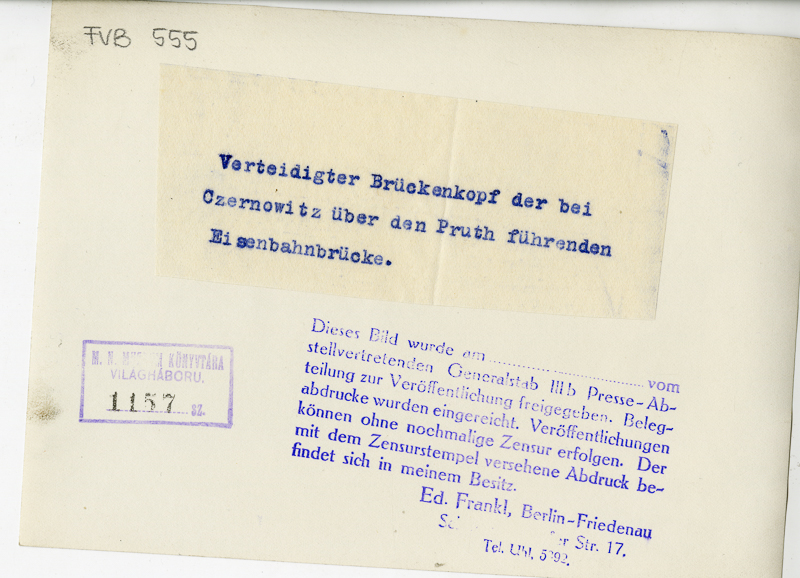 FVB 555
Verteidigter Brückenkopf der bei
Czernowitz über den Pruth führenden
Eisenbahnbrücke.
M. N. MUZEUM KÖNYVTÁRA
VILÁGHÁBORU.
1157 sz.
Dieses Bild wurde am ........................ vom
stellvertretenden Generalstab IIIb Presse-Ab-
teilung zur Veröffentlichung freigegeben. Beleg-
abdrucke wurden eingereicht. Veröffentlichungen
können ohne nochmalige Zensur erfolgen. Der
mit dem Zensurstempel versehene Abdruck be-
findet sich in meinem Besitz.
Ed. Frankl, Berlin-Friedenau
Str. 17.
Tel. Uhl. 5292.